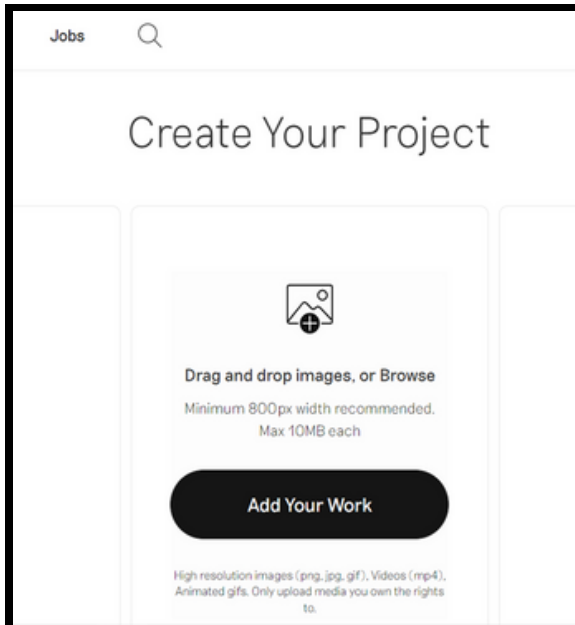 Jobs
Create Your Project
Drag and drop images, or Browse
Minimum 800px width recommended.
Max 10MB each
Add Your Work
High resolution images (png, jpg, gif), Videos (mp4),
Animated gifs. Only upload media you own the rights
to.